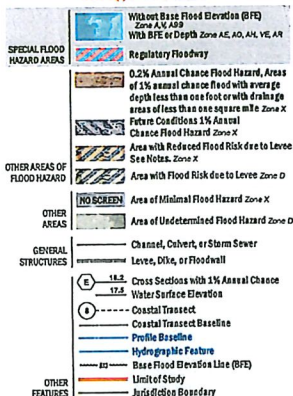 Without Base Flood Elevation (BFE)
Zone A, V, A99
With BFE or Depth Zone AE, AO, AH, VE, AR
SPECIAL FLOOD
HAZARD AREAS
Regulatory Floodway
0.2% Annual Chance Flood Hazard, Areas
of 1% annual chance flood with average
depth less than one foot or with drainage
areas of less than one square mile Zone X
Future Conditions 1% Annual
Chance Flood Hazard Zone X
Area with Reduced Flood Risk due to Levee
See Notes. Zone X
OTHER AREAS OF
FLOOD HAZARD
Area with Flood Risk due to Levee Zone D
NO SCREEN Area of Minimal Flood Hazard Zone X
OTHER
AREAS
Area of Undetermined Flood Hazard Zone D
GENERAL
STRUCTURES
Channel, Culvert, or Storm Sewer
Levee, Dike, or Floodwall
E 18.2 Cross Sections with 1% Annual Chance
17.5 Water Surface Elevation
8 Coastal Transect
Coastal Transect Baseline
Profile Baseline
Hydrographic Feature
513 Base Flood Elevation Line (BFE)
OTHER
FEATURES
Limit of Study
Jurisdiction Boundary